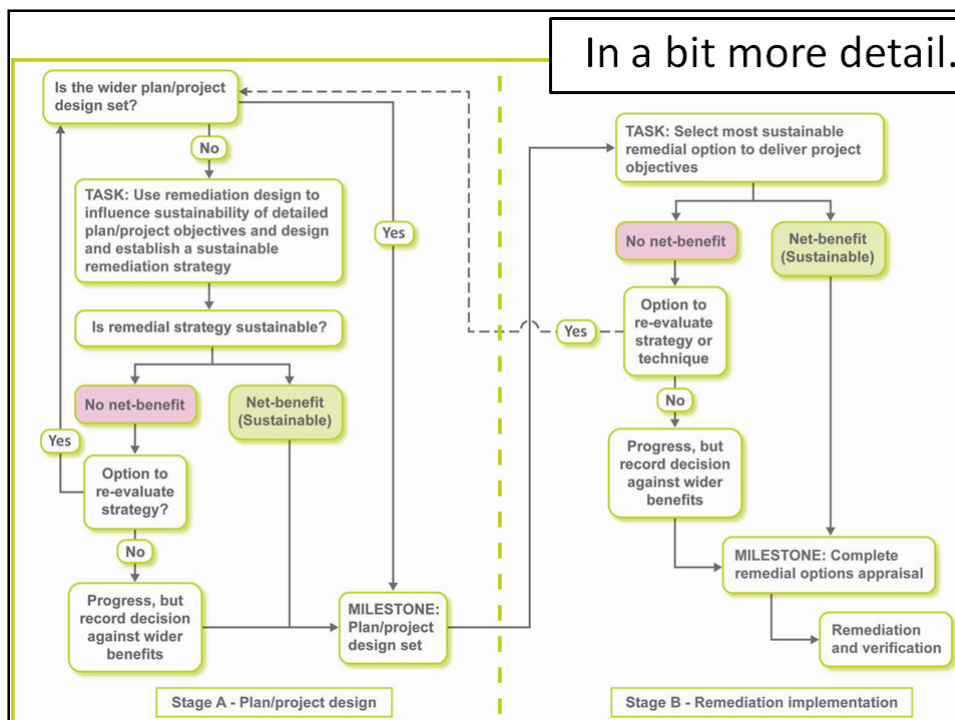 In a bit more detail.
Is the wider plan/project
design set?
No
TASK: Use remediation design to
influence sustainability of detailed
plan/project objectives and design
and establish a sustainable
remediation strategy
Yes
Is remedial strategy sustainable?
No net-benefit
Net-benefit
(Sustainable)
Yes
Option to
re-evaluate
strategy?
No
Progress, but
record decision
against wider
benefits
MILESTONE:
Plan/project
design set
Stage A - Plan/project design
TASK: Select most sustainable
remedial option to deliver project
objectives
No net-benefit
Net-benefit
(Sustainable)
Yes
Option to
re-evaluate
strategy or
technique
No
Progress, but
record decision
against wider
benefits
MILESTONE: Complete
remedial options appraisal
Remediation
and verification
Stage B - Remediation implementation